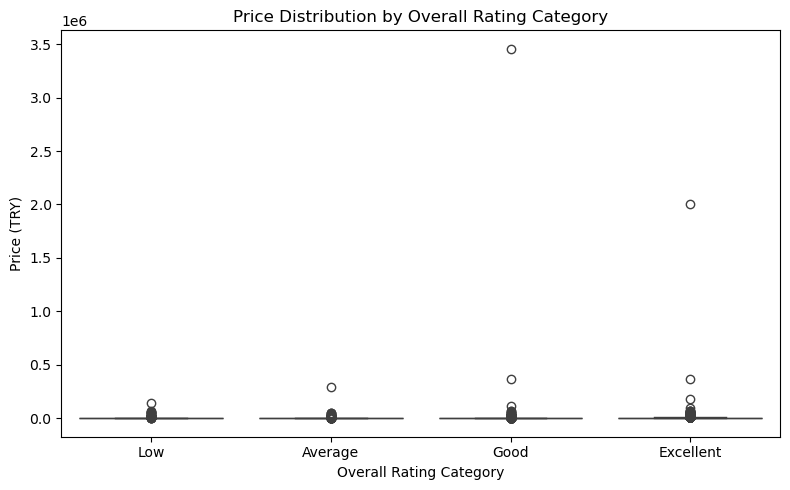 Price Distribution by Overall Rating Category
1e6
3.5
3.0
2.5
2.0
1.5
1.0
0.5
0.0
Price (TRY)
Low Average Good Excellent
Overall Rating Category